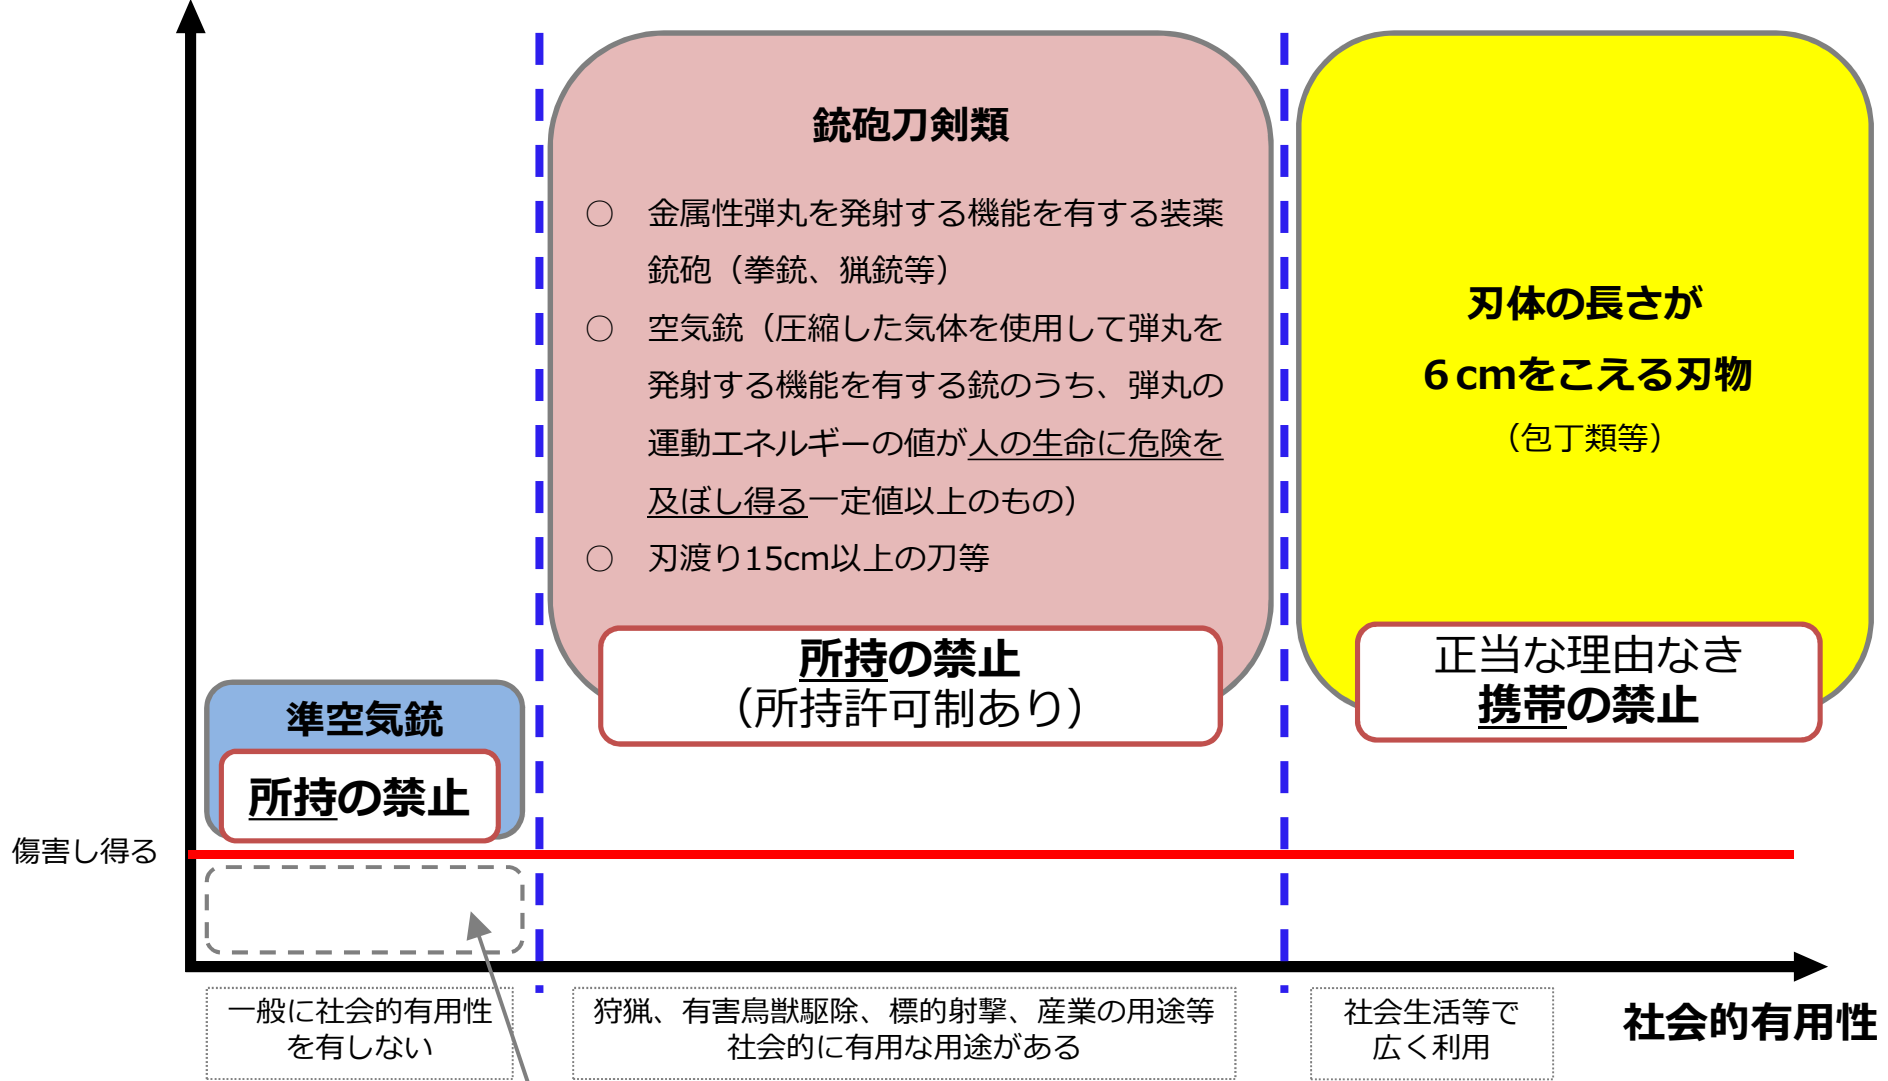 銃砲刀剣類
○ 金属性弾丸を発射する機能を有する装薬
銃砲（拳銃、猟銃等）
○ 空気銃（圧縮した気体を使用して弾丸を
発射する機能を有する銃のうち、弾丸の
運動エネルギーの値が人の生命に危険を
及ぼし得る一定値以上のもの）
○ 刃渡り15cm以上の刀等
所持の禁止
（所持許可制あり）
刃体の長さが
６cmをこえる刃物
（包丁類等）
正当な理由なき
携帯の禁止
準空気銃
所持の禁止
傷害し得る
一般に社会的有用性
を有しない
狩猟、有害鳥獣駆除、標的射撃、産業の用途等
社会的に有用な用途がある
社会生活等で
広く利用
社会的有用性